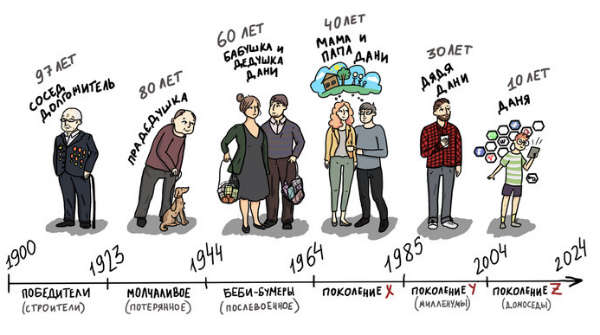 97 ЛЕТ
СОСЕД
ДОЛГОЖИТЕЛЬ
80 ЛЕТ
ПРАДЕДУШКА
60 ЛЕТ
БАБУШКА И
ДЕДУШКА
ДАНИ
40 ЛЕТ
МАМА И
ПАПА
ДАНИ
30 ЛЕТ
ДЯДЯ
ДАНИ
10 ЛЕТ
ДАНЯ
1900
1923
1944
1964
1985
2004
2024
ПОБЕДИТЕЛИ
(СТРОИТЕЛИ)
МОЛЧАЛИВОЕ
(ПОТЕРЯННОЕ)
БЕБИ-БУМЕРЫ
(ПОСЛЕВОЕННОЕ)
ПОКОЛЕНИЕ X
ПОКОЛЕНИЕ Y
(МИЛЛЕНИУМЫ)
ПОКОЛЕНИЕ Z
(ДОМОСЕДЫ)